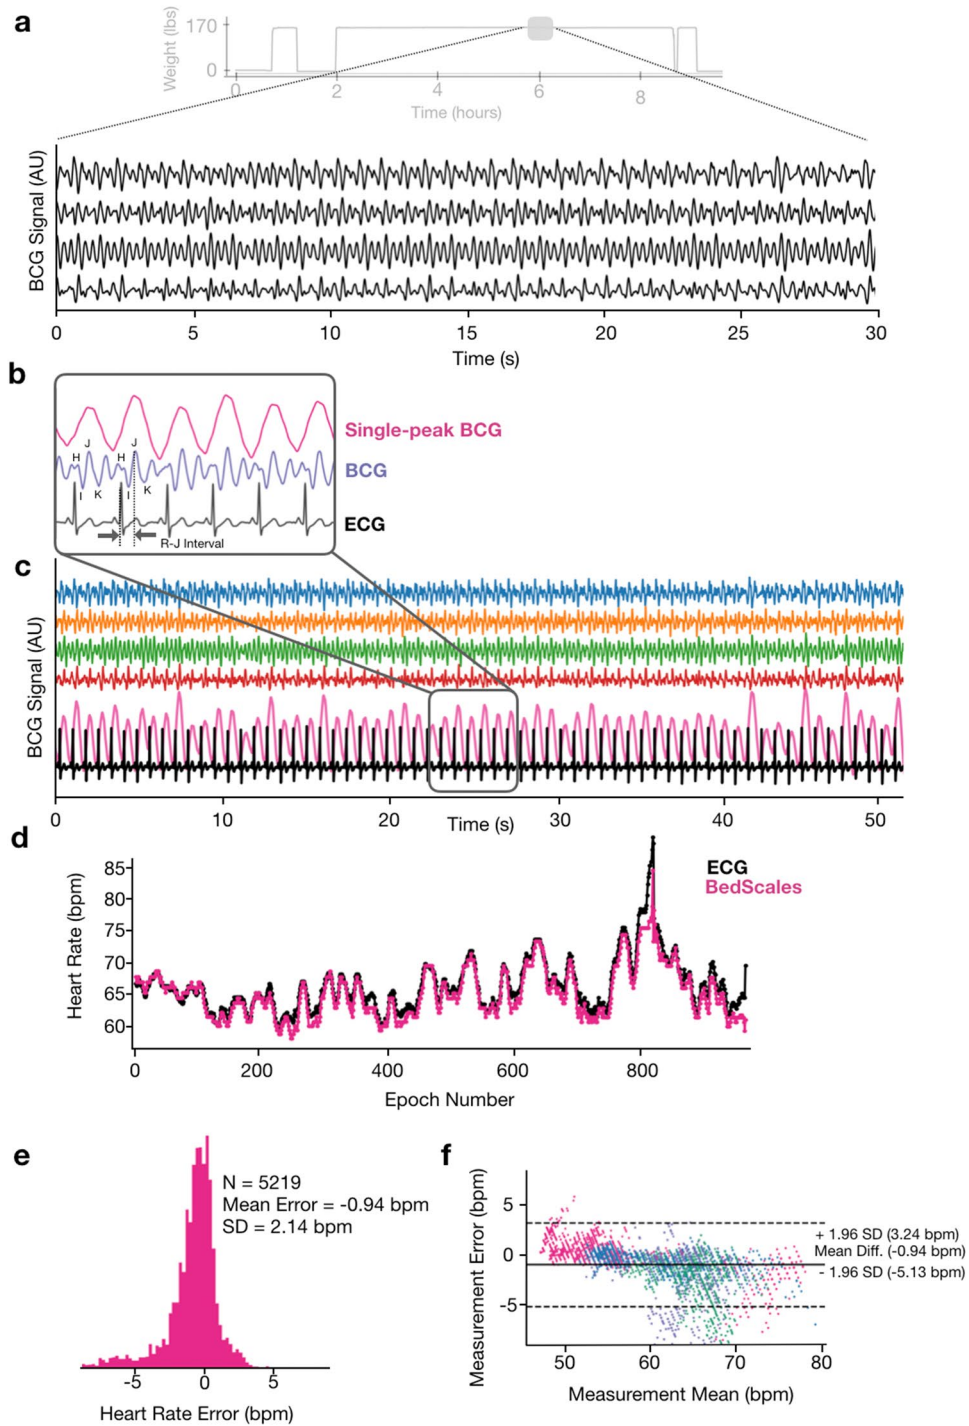 a
Weight (lbs)
170
0
0 2 4 6 8
Time (hours)
BCG Signal (AU)
0 5 10 15 20 25 30
Time (s)
b
Single-peak BCG
J J
H H
BCG
I K I K
ECG
R-J Interval
c
BCG Signal (AU)
0 10 20 30 40 50
Time (s)
d
Heart Rate (bpm)
85
80
75
70
65
60
ECG
BedScales
0 200 400 600 800
Epoch Number
e
N = 5219
Mean Error = -0.94 bpm
SD = 2.14 bpm
-5 0 5
Heart Rate Error (bpm)
f
Measurement Error (bpm)
5
0
-5
+ 1.96 SD (3.24 bpm)
Mean Diff. (-0.94 bpm)
- 1.96 SD (-5.13 bpm)
50 60 70 80
Measurement Mean (bpm)